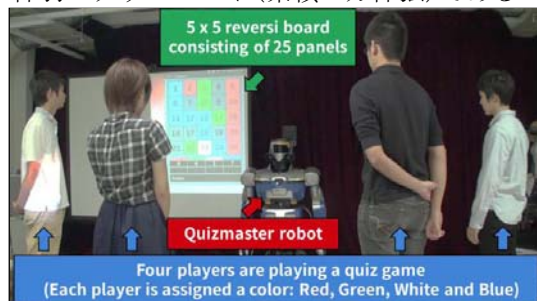 5 x 5 reversi board
consisting of 25 panels
Quizmaster robot
Four players are playing a quiz game
(Each player is assigned a color: Red, Green, White and Blue)